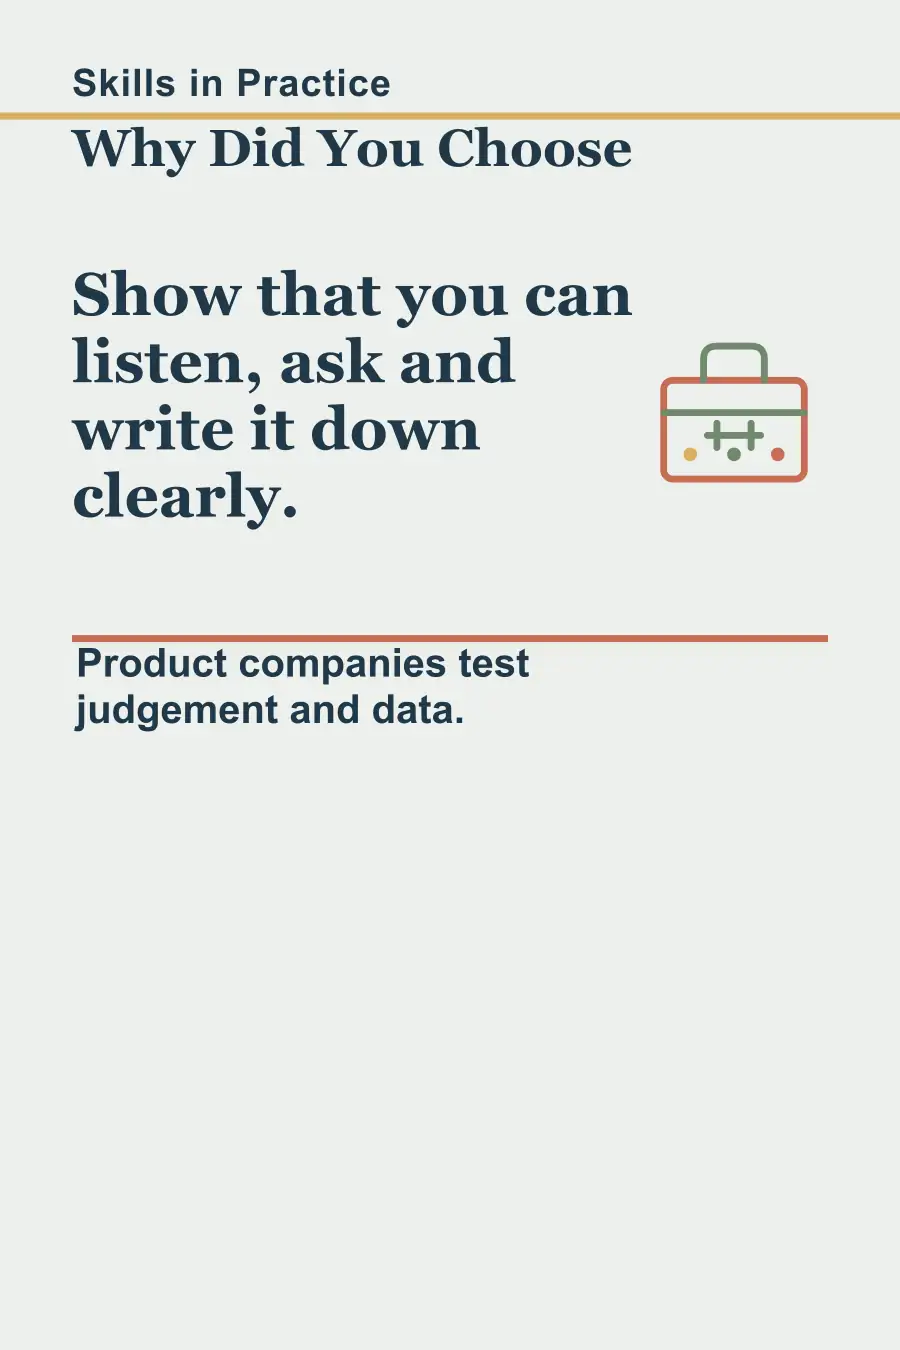 Skills in Practice
Why Did You Choose
Show that you can
listen, ask and
write it down
clearly.
Product companies test
judgement and data.